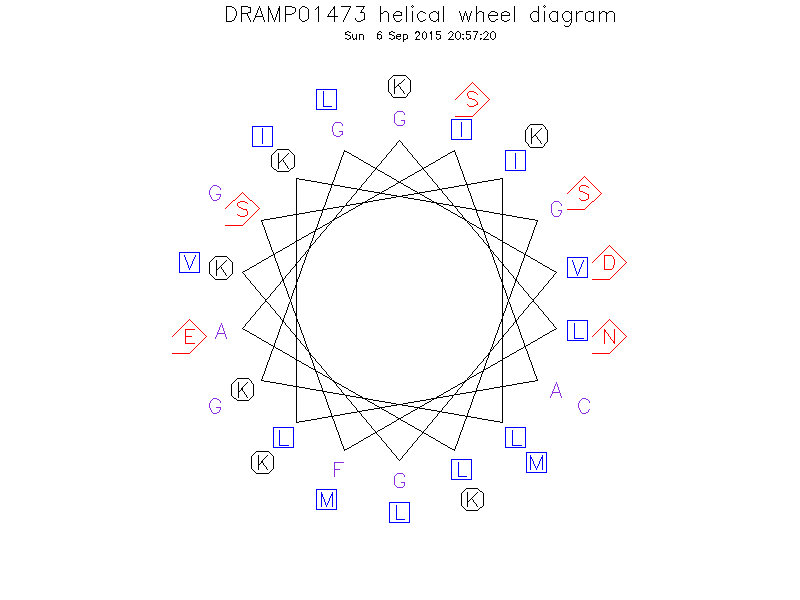 DRAMP01473 helical wheel diagram
Sun 6 Sep 2015 20:57:20
K
L S
G G I
I K I K
G S G S
V K V D
E A L N
G K A C
K L L M
F G L
M L K